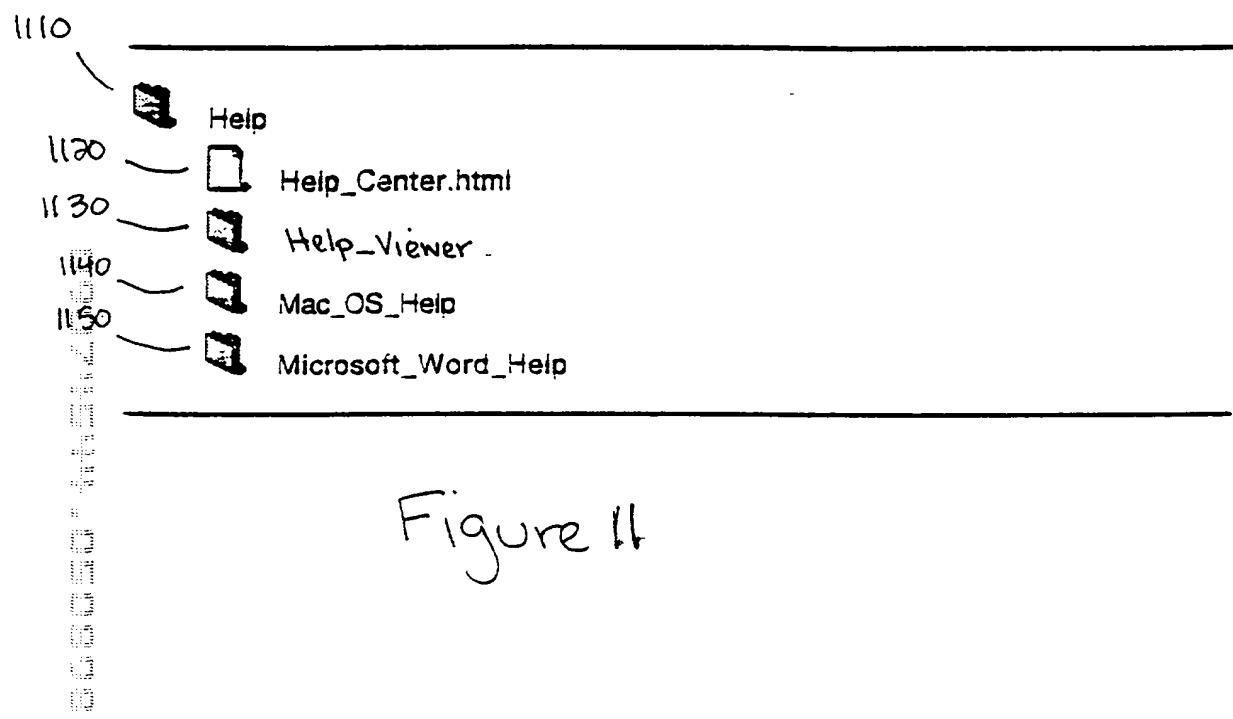 1110
Help
1120
Help_Center.html
1130
Help_Viewer
1140
Mac_OS_Help
1150
Microsoft_Word_Help
Figure 11